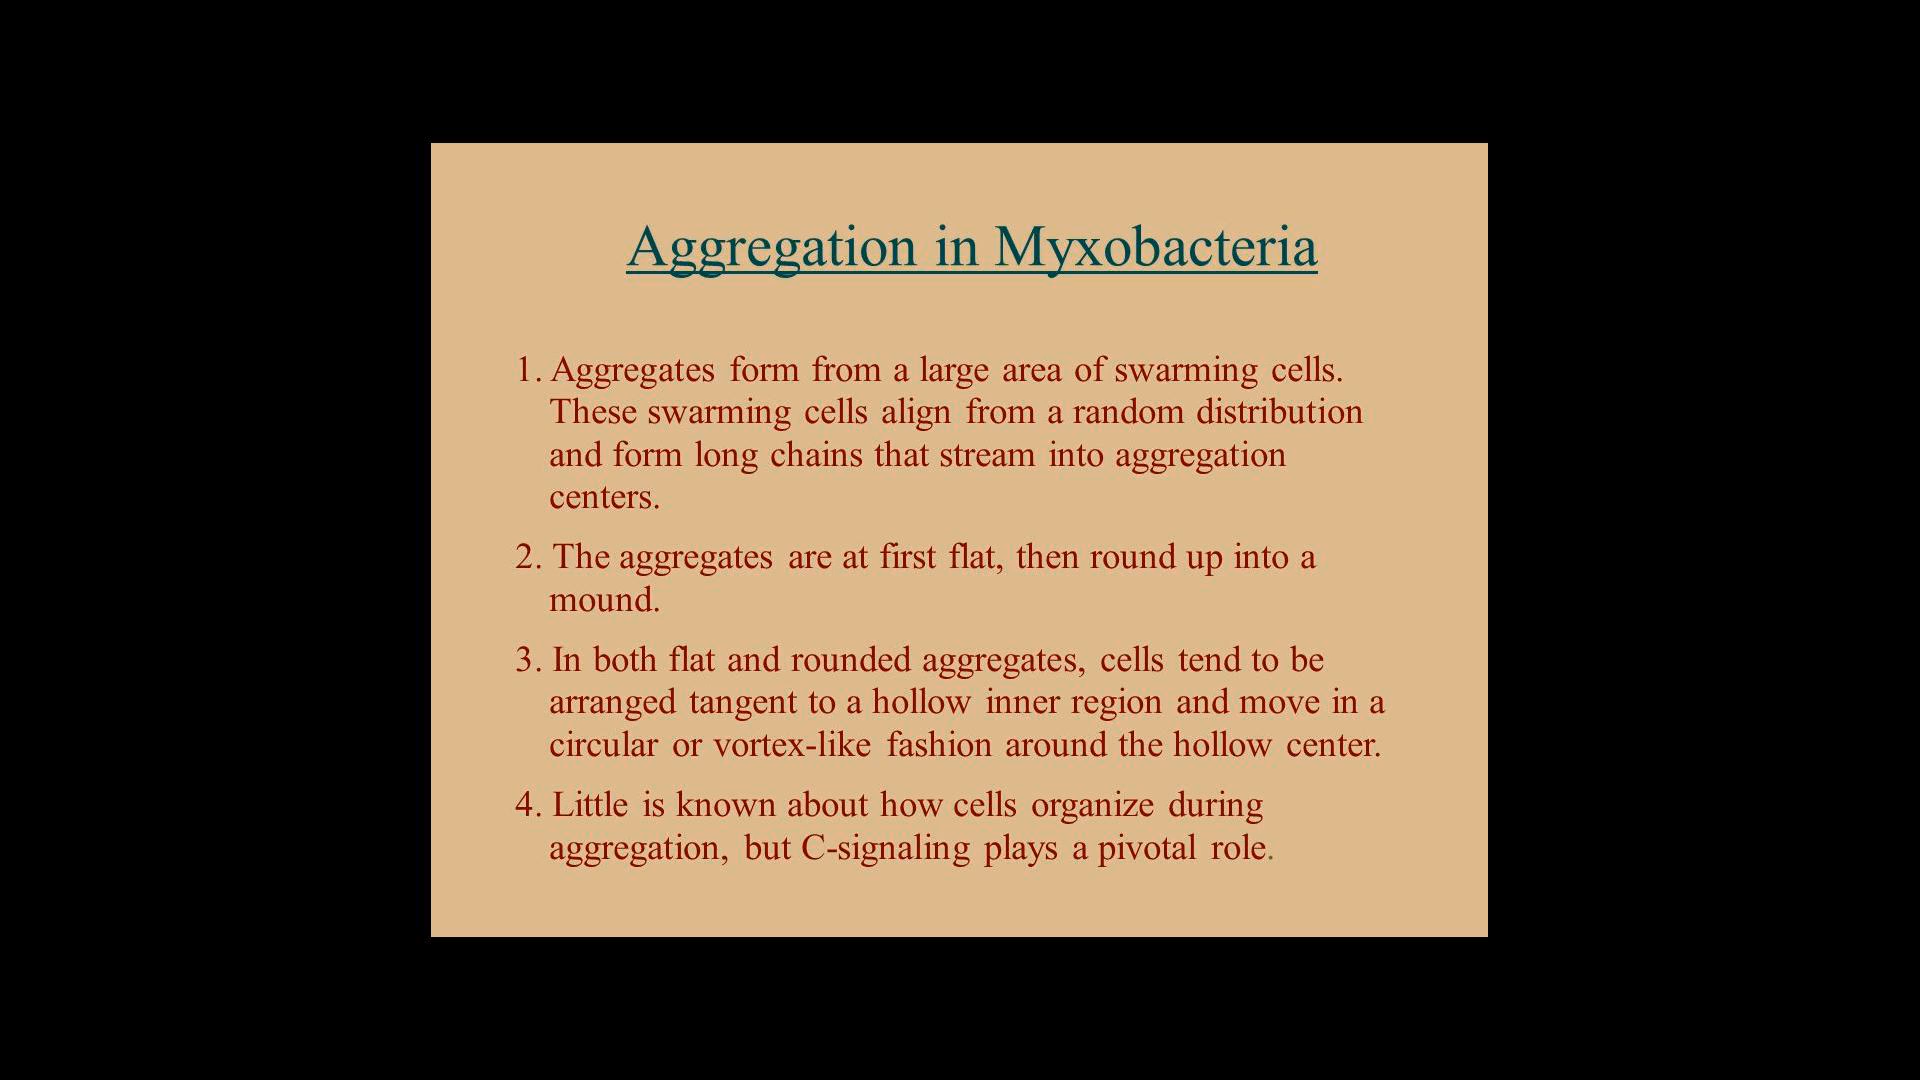 Aggregation in Myxobacteria
1. Aggregates form from a large area of swarming cells.
These swarming cells align from a random distribution
and form long chains that stream into aggregation
centers.
2. The aggregates are at first flat, then round up into a
mound.
3. In both flat and rounded aggregates, cells tend to be
arranged tangent to a hollow inner region and move in a
circular or vortex-like fashion around the hollow center.
4. Little is known about how cells organize during
aggregation, but C-signaling plays a pivotal role.